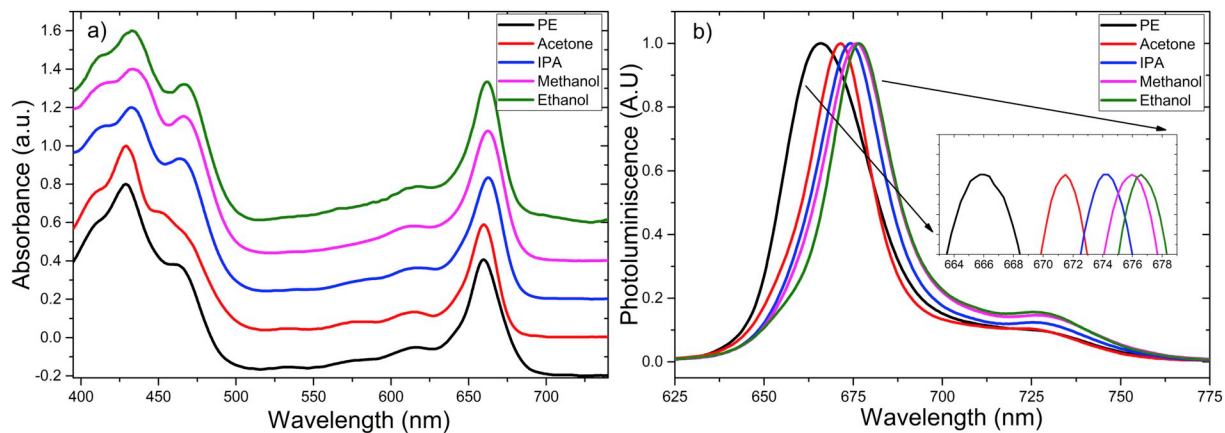 a)
PE
Acetone
IPA
Methanol
Ethanol
Absorbance (a.u.)
1.6
1.4
1.2
1.0
0.8
0.6
0.4
0.2
0.0
-0.2
400 450 500 550 600 650 700
Wavelength (nm)
b)
PE
Acetone
IPA
Methanol
Ethanol
Photoluminiscence (A.U)
1.0
0.8
0.6
0.4
0.2
0.0
664 666 668 670 672 674 676 678
625 650 675 700 725 750 775
Wavelength (nm)